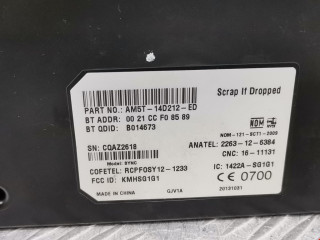 Scrap If Dropped
PART NO.: AM5T-14D212-ED
BT ADDR: 00 21 CC F0 85 89
BT QDID: B014673
NOM
NOM-121-SCT1-2009
SN: CQAZ2618
Model: SYNC
ANATEL: 2263-12-6384
CNC: 16-11131
COFETEL: RCPFOSY12-1233
IC: 1422A-SG1G1
FCC ID: KMHSG1G1
CE 0700
MADE IN CHINA
GJV1A
20131031